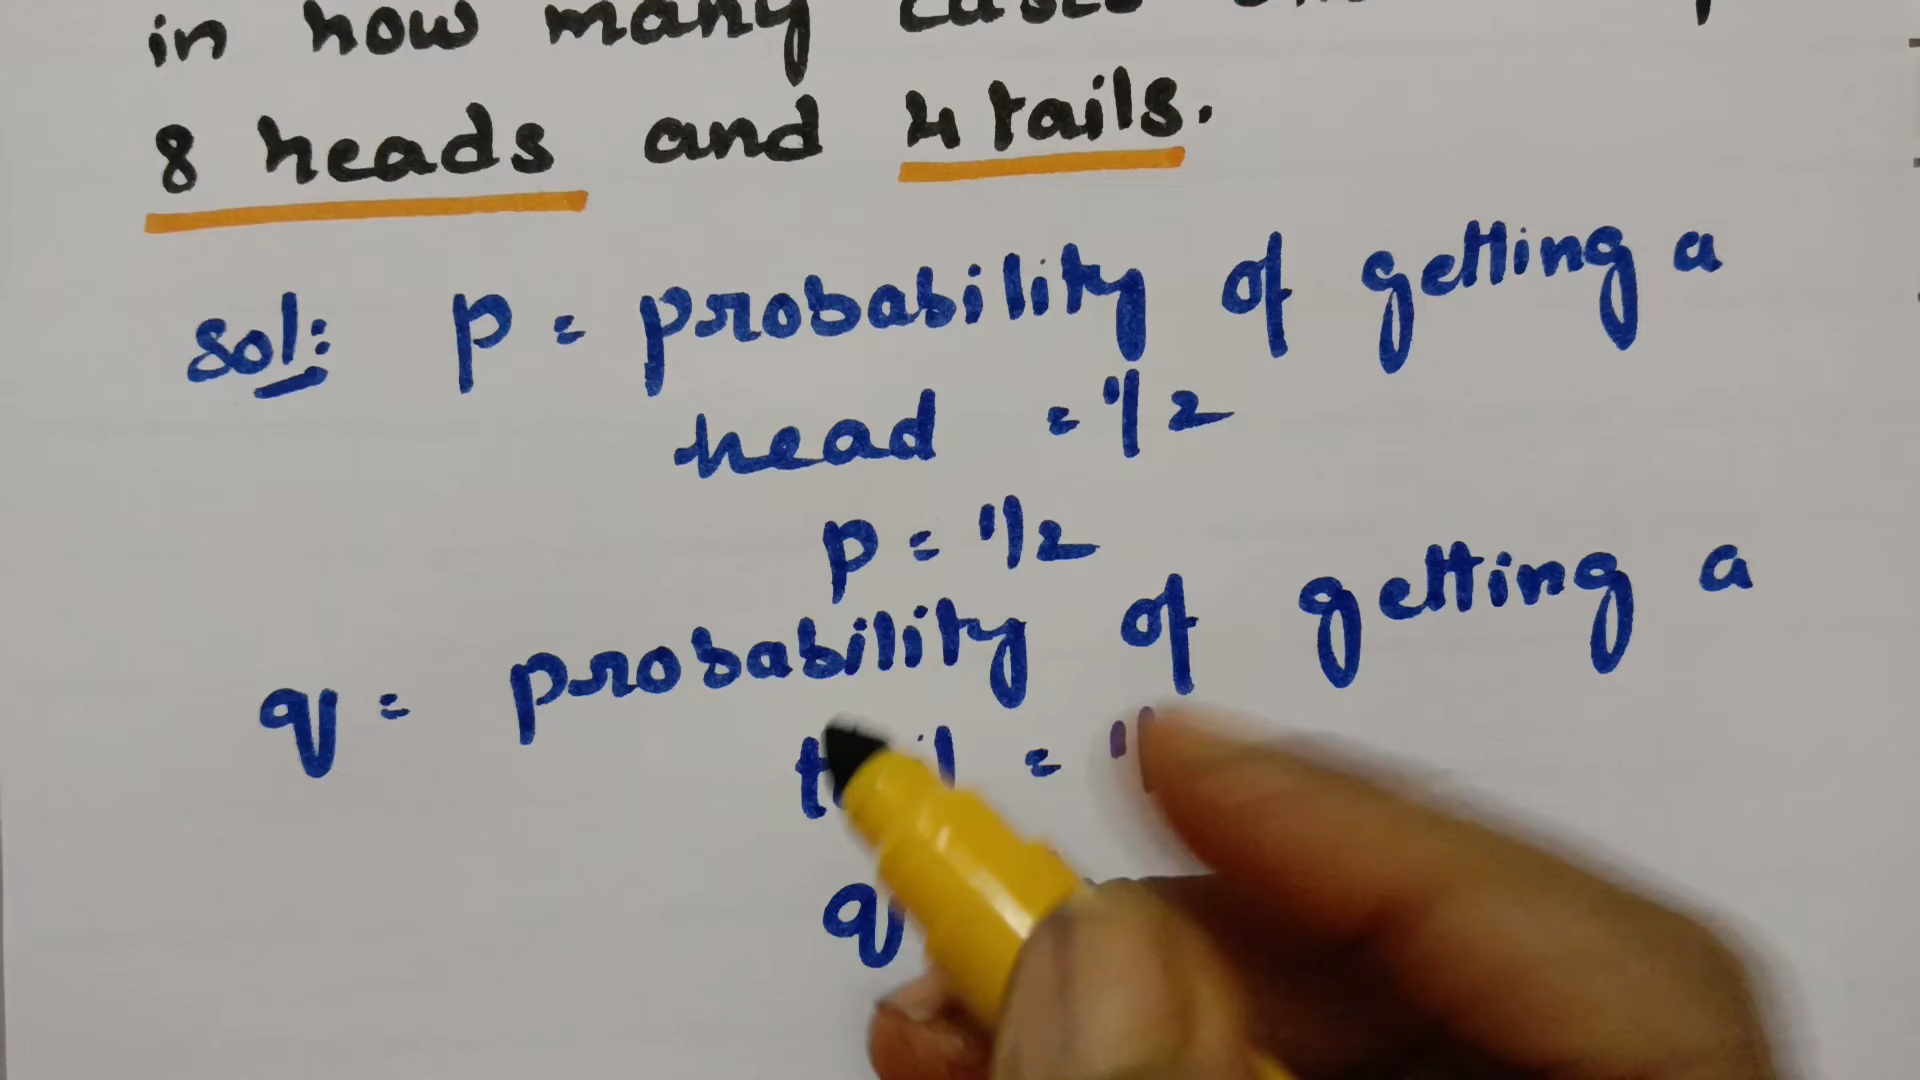 in how many cases
8 heads and 4 tails.
Sol: p = probability of getting a
head = 1/2
p = 1/2
q = probability of getting a
=
q